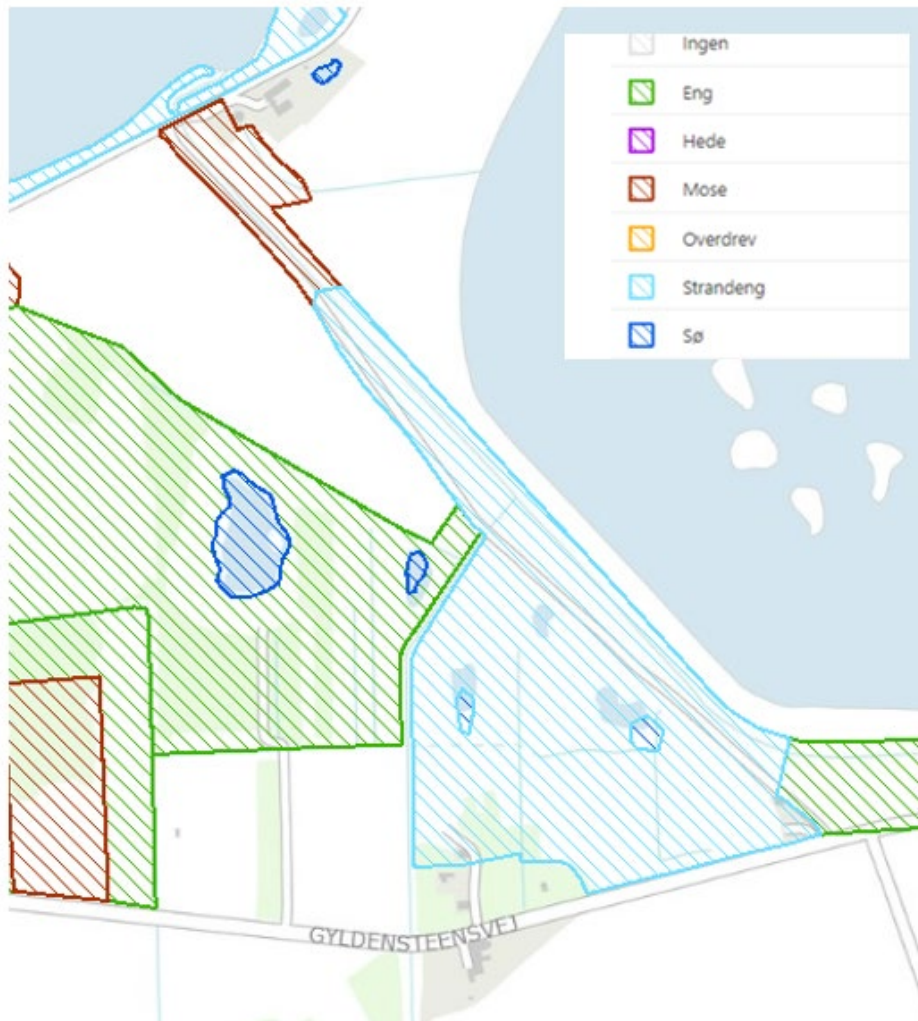 Ingen
Eng
Hede
Mose
Overdrev
Strandeng
Sø
GYLDENSTEENSVEJ